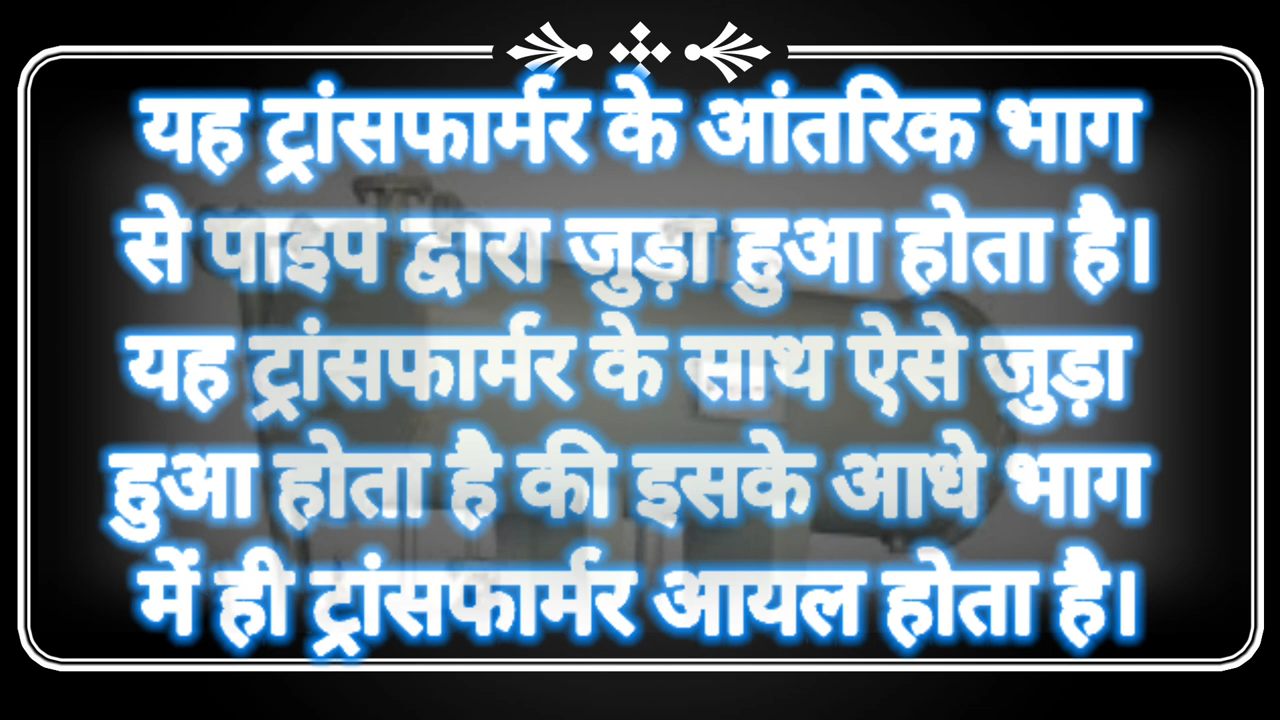 यह ट्रांसफार्मर के आंतरिक भाग
से पाइप द्वारा जुड़ा हुआ होता है।
यह ट्रांसफार्मर के साथ ऐसे जुड़ा
हुआ होता है की इसके आधे भाग
में ही ट्रांसफार्मर आयल होता है।